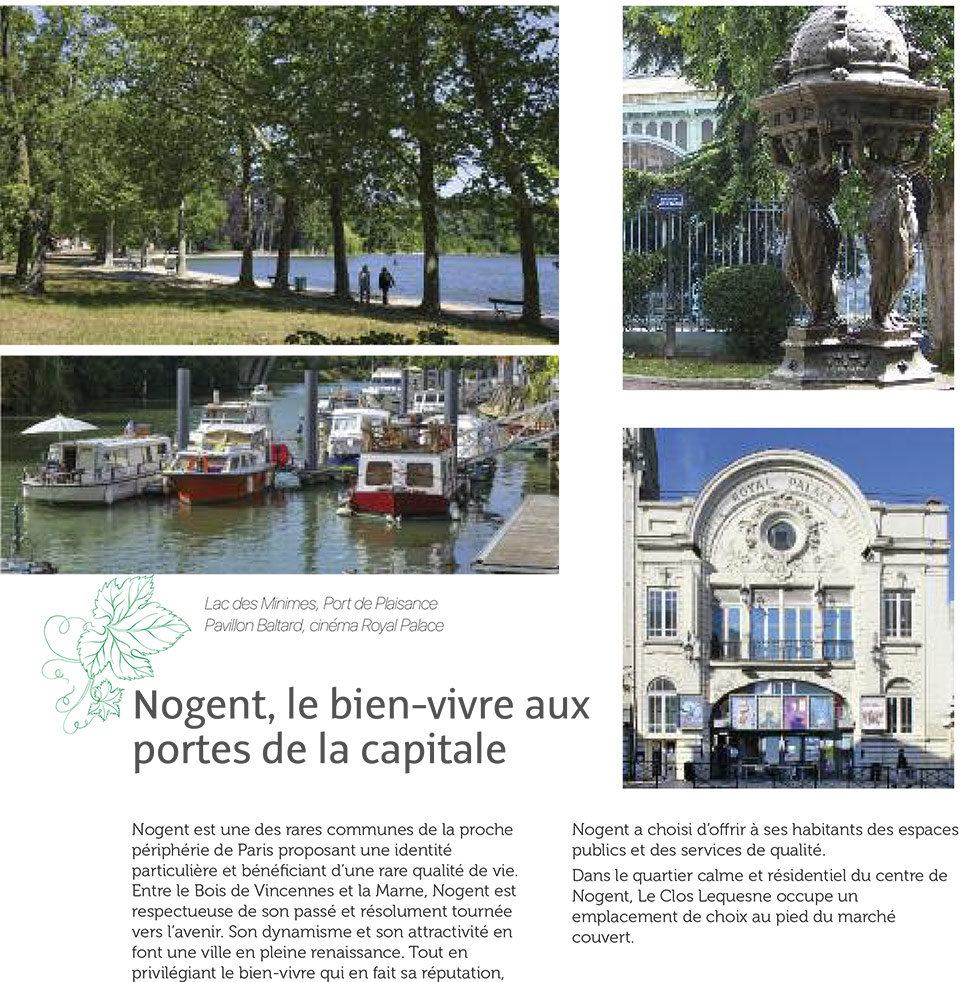 ROYAL PALACE
Lac des Minimes, Port de Plaisance
Pavillon Baltard, cinéma Royal Palace
Nogent, le bien-vivre aux
portes de la capitale
Nogent est une des rares communes de la proche
périphérie de Paris proposant une identité
particulière et bénéficiant d’une rare qualité de vie.
Entre le Bois de Vincennes et la Marne, Nogent est
respectueuse de son passé et résolument tournée
vers l’avenir. Son dynamisme et son attractivité en
font une ville en pleine renaissance. Tout en
privilégiant le bien-vivre qui en fait sa réputation,
Nogent a choisi d’offrir à ses habitants des espaces
publics et des services de qualité.
Dans le quartier calme et résidentiel du centre de
Nogent, Le Clos Lequesne occupe un
emplacement de choix au pied du marché
couvert.